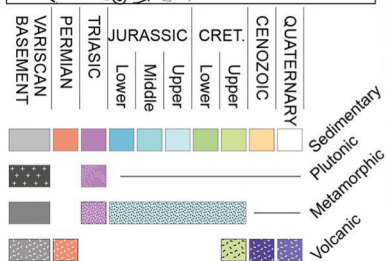 VARISCAN
BASEMENT
PERMIAN
TRIASIC
JURASSIC
Lower
Middle
Upper
CRET.
Lower
Upper
CENOZOIC
QUATERNARY
Sedimentary
Plutonic
Metamorphic
Volcanic